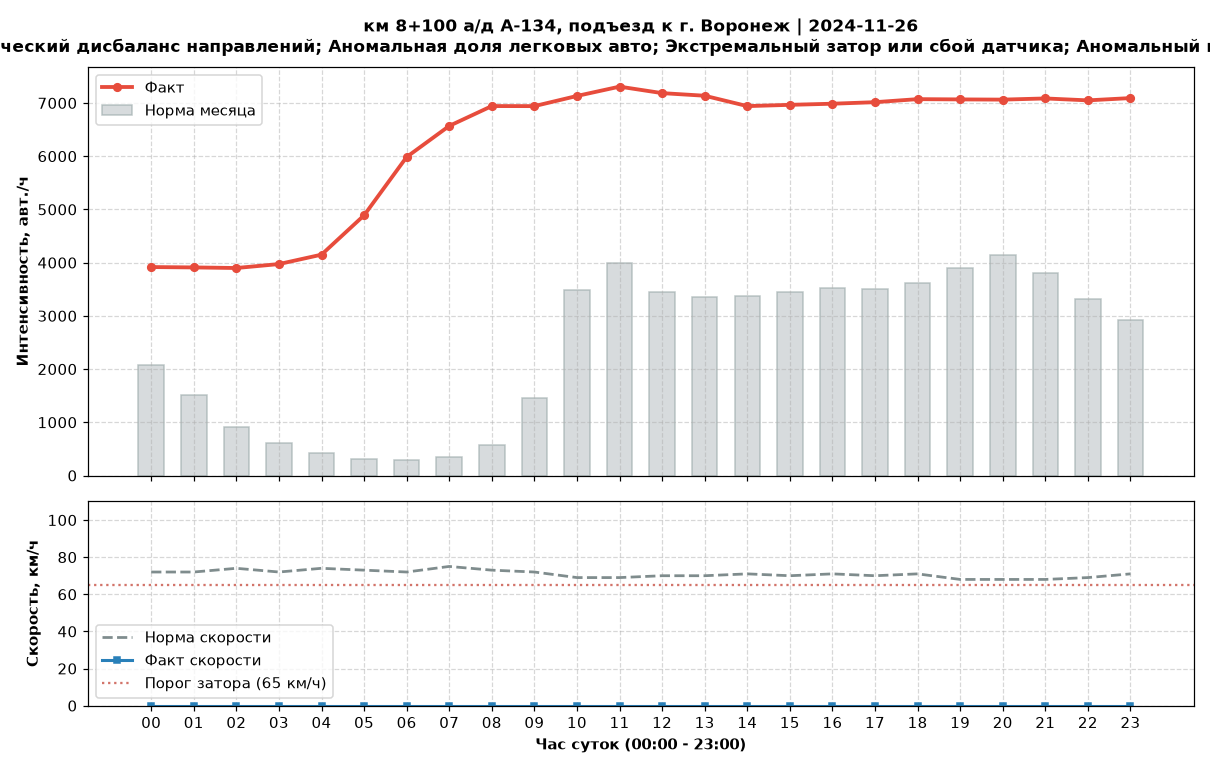 км 8+100 а/д А-134, подъезд к г. Воронеж | 2024-11-26
ческий дисбаланс направлений; Аномальная доля легковых авто; Экстремальный затор или сбой датчика; Аномальный
Факт
Норма месяца
Интенсивность, авт./ч
7000
6000
5000
4000
3000
2000
1000
0
Скорость, км/ч
100
80
60
40
20
0
Норма скорости
Факт скорости
Порог затора (65 км/ч)
00 01 02 03 04 05 06 07 08 09 10 11 12 13 14 15 16 17 18 19 20 21 22 23
Час суток (00:00 - 23:00)